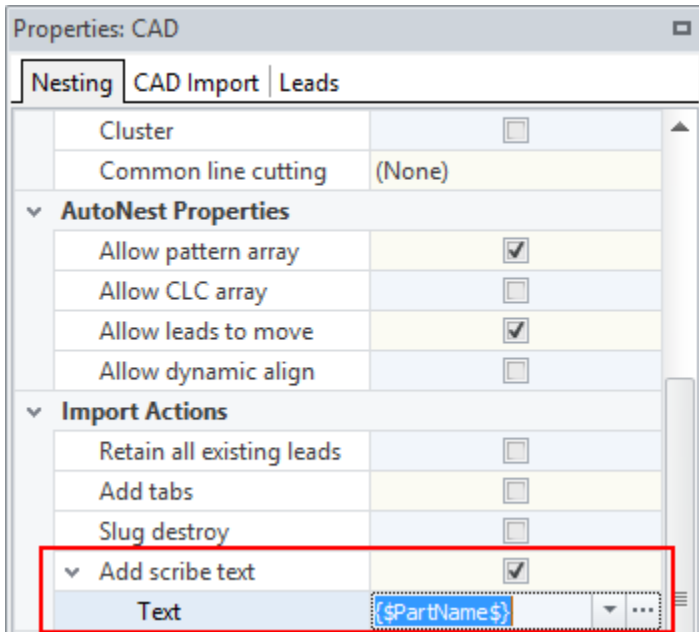 Properties: CAD
Nesting CAD Import Leads
Cluster
Common line cutting (None)
AutoNest Properties
Allow pattern array
Allow CLC array
Allow leads to move
Allow dynamic align
Import Actions
Retain all existing leads
Add tabs
Slug destroy
Add scribe text
Text {$PartName$}